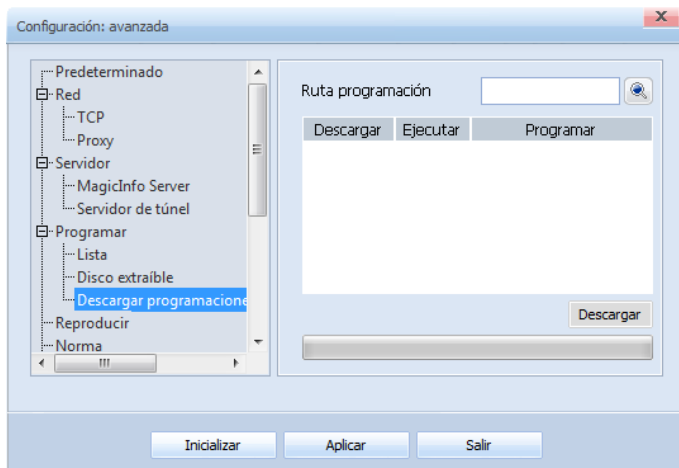 Configuración: avanzada
Predeterminado
Red
TCP
Proxy
Servidor
MagicInfo Server
Servidor de túnel
Programar
Lista
Disco extraíble
Descargar programacione
Reproducir
Norma
Ruta programación
Descargar Ejecutar Programar
Descargar
Inicializar Aplicar Salir